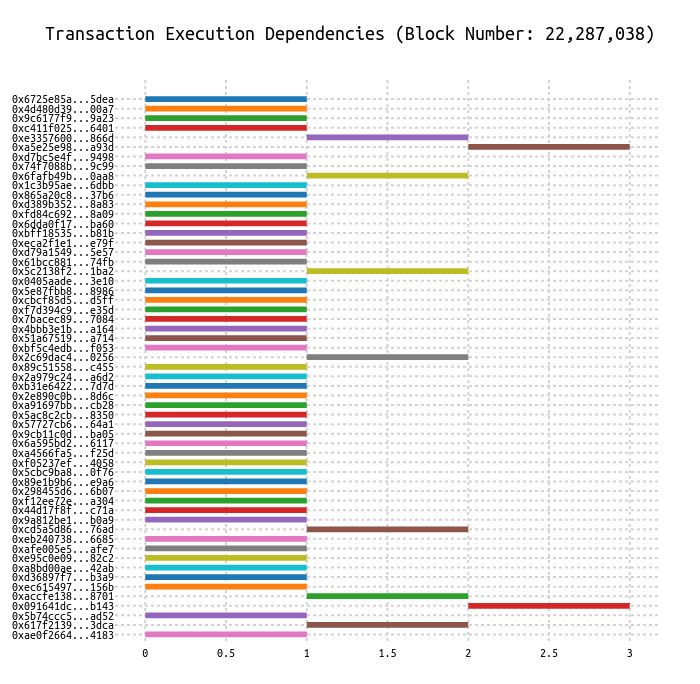 Transaction Execution Dependencies (Block Number: 22,287,038)
0x6725e85a...5dea
0x4d480d39...00a7
0x9c6177f9...9a23
0xc411f025...6401
0xe3357600...866d
0xa5e25e98...a93d
0xd7bc5e4f...9498
0x74f7088b...9c99
0x6fafb49b...0aa8
0x1c3b95ae...6dbb
0x865a20c8...37b6
0xd389b352...8a83
0xfd84c692...8a09
0x6dda0f17...ba60
0xbff18535...b81b
0xeca2f1e1...e79f
0xd79a1549...5e57
0x61bcc881...74fb
0x5c2138f2...1ba2
0x0405aade...3e10
0x5e87fbb8...8986
0xcbcf85d5...d5ff
0xf7d394c9...e35d
0x7bacec89...7084
0x4bbb3e1b...a164
0x51a67519...a714
0xbf5c4edb...f053
0x2c69dac4...0256
0x89c51558...c455
0x2a979c24...a6d2
0xb31e6422...7d7d
0x2e890c0b...8d6c
0xa91697bb...cb28
0x5ac8c2cb...8350
0x57727cb6...64a1
0x9cb11c0d...ba05
0x6a595bd2...6117
0xa4566fa5...f25d
0xf05237ef...4058
0x5cbc9ba8...0f76
0x89e1b9b6...e9a6
0x298455d6...6b07
0xf12ee72e...a304
0x44d17f8f...c71a
0x9a812be1...b0a9
0xcd5a5d86...76ad
0xeb240738...6685
0xafe005e5...afe7
0xe95c0e09...82c2
0xa8bd00ae...42ab
0xd36897f7...b3a9
0xec615497...156b
0xaccfe138...8701
0x091641dc...b143
0x5b74ccc5...ad52
0x617f2139...3dca
0xae0f2664...4183
0 0.5 1 1.5 2 2.5 3